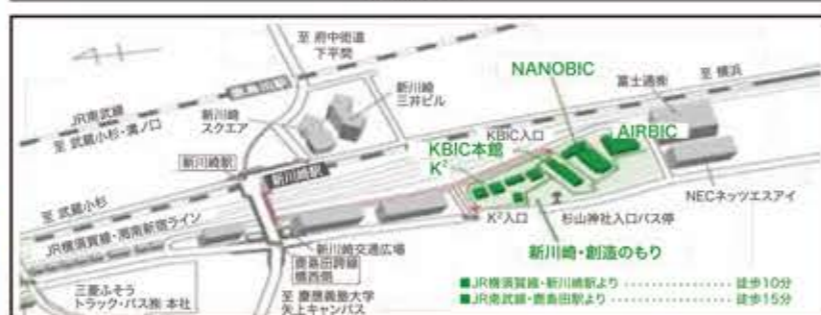 至 府中街道
下平間
鹿島田駅
JR南武線
至 武蔵小杉・溝ノ口
新川崎
スクエア
新川崎
三井ビル
NANOBIC
富士通㈱
至 横浜
新川崎駅
新川崎駅
KBIC入口
AIRBIC
KBIC本館
K²
至 武蔵小杉
JR横須賀線・湘南新宿ライン
NECネッツエスアイ
K²入口
杉山神社入口バス停
新川崎交通広場
新川崎・創造のもり
鹿島田跨線
橋西側
三菱ふそう
トラック・バス㈱ 本社
至 慶應義塾大学
矢上キャンパス
■JR横須賀線・新川崎駅より ・・・・・・・・・・・・・・ 徒歩10分
■JR南武線・鹿島田駅より ・・・・・・・・・・・・・・・ 徒歩15分